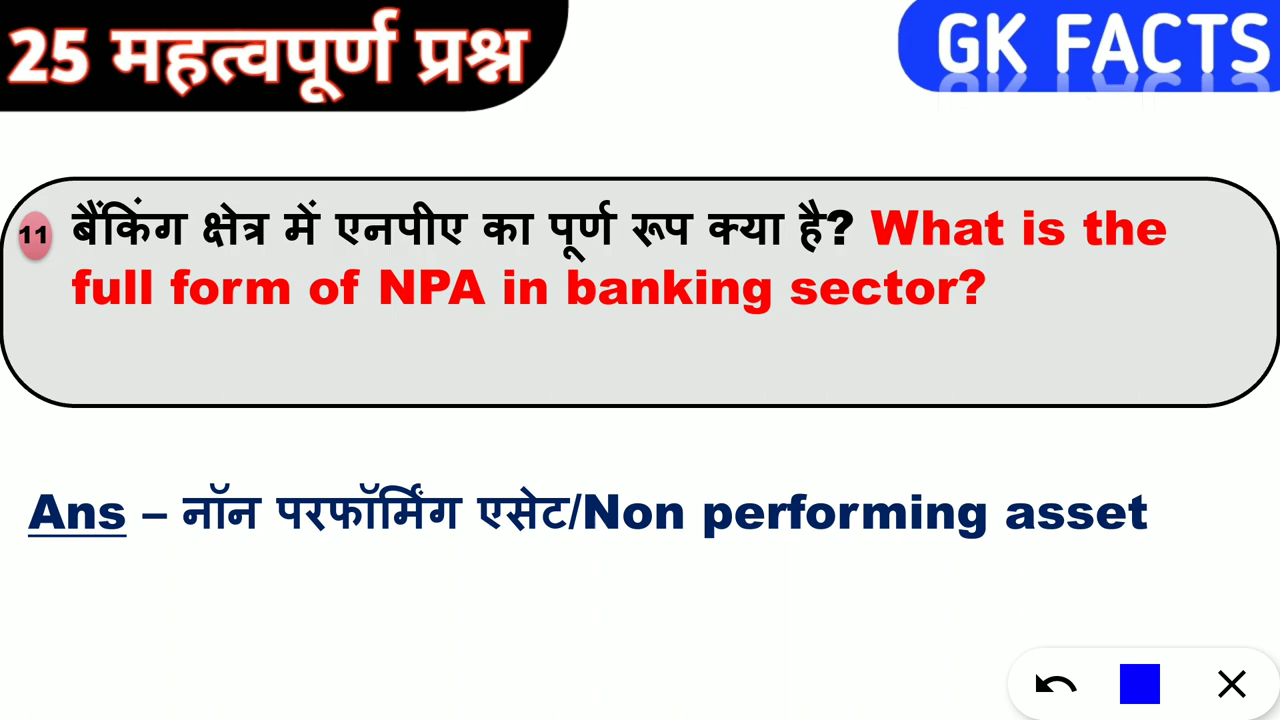 25 महत्वपूर्ण प्रश्न
GK FACTS
11 बैंकिंग क्षेत्र में एनपीए का पूर्ण रूप क्या है? What is the
full form of NPA in banking sector?
Ans – नॉन परफॉर्मिंग एसेट/Non performing asset